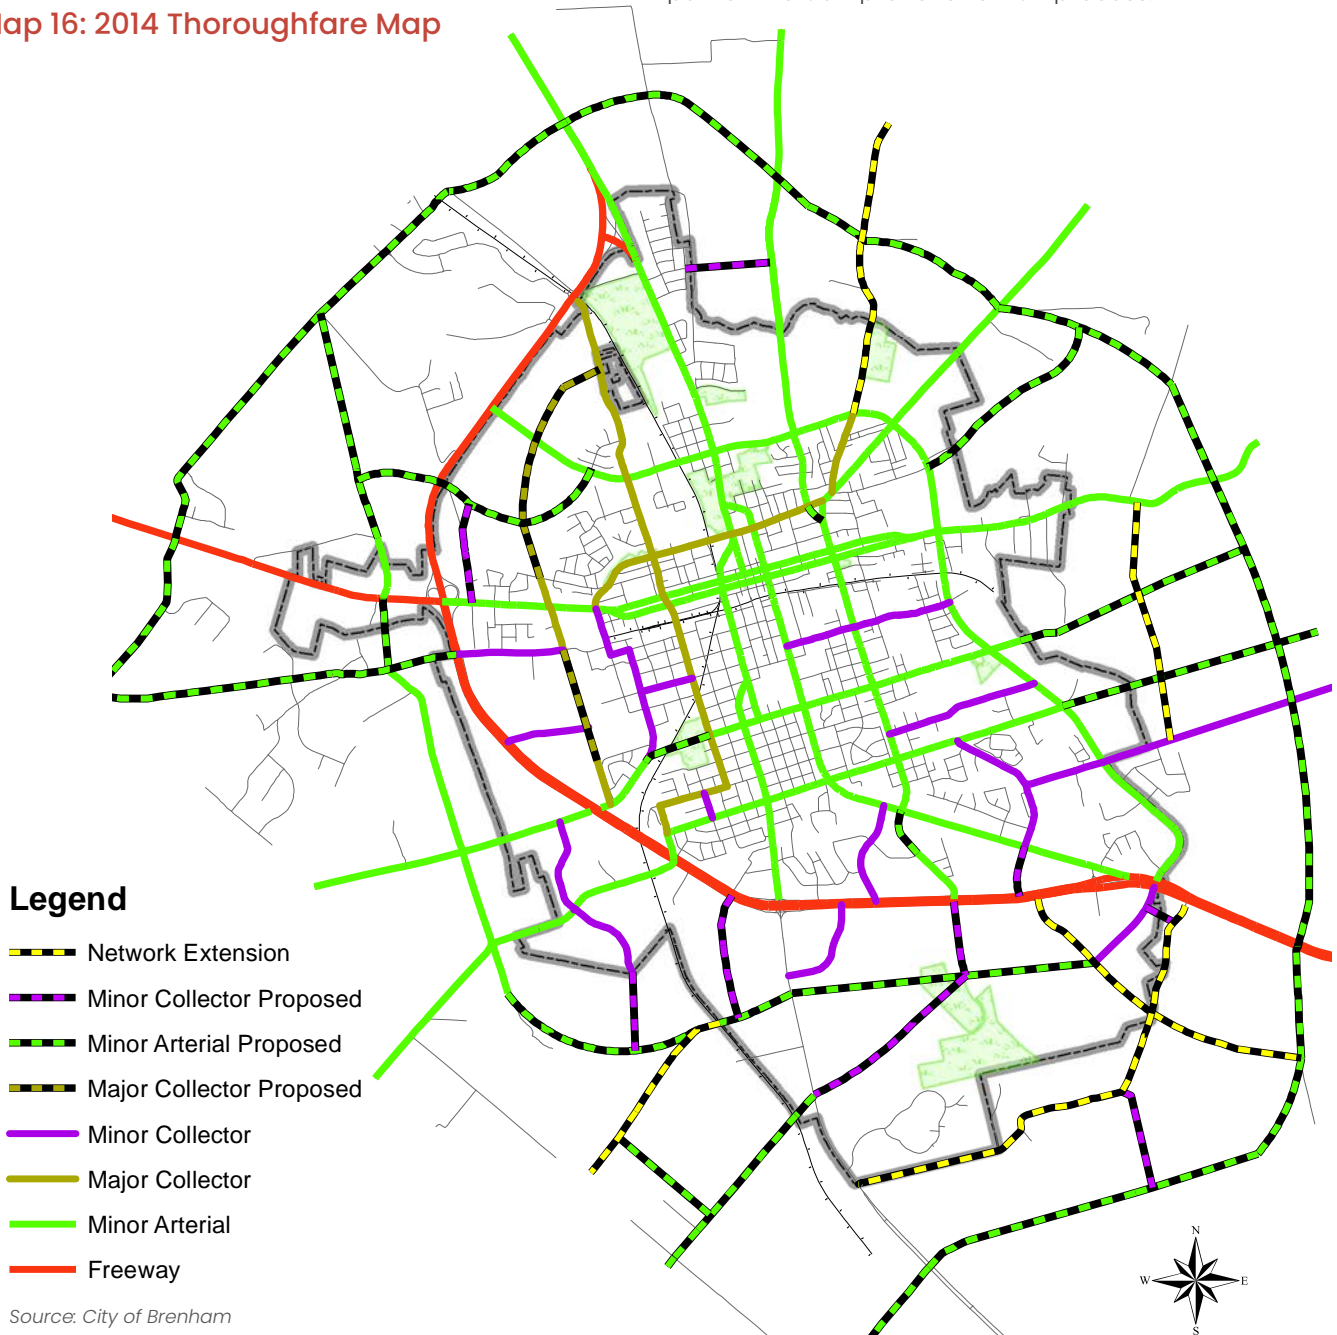 ap 16: 2014 Thoroughfare Map
Legend
Network Extension
Minor Collector Proposed
Minor Arterial Proposed
Major Collector Proposed
Minor Collector
Major Collector
Minor Arterial
Freeway
Source: City of Brenham
N
W E
S